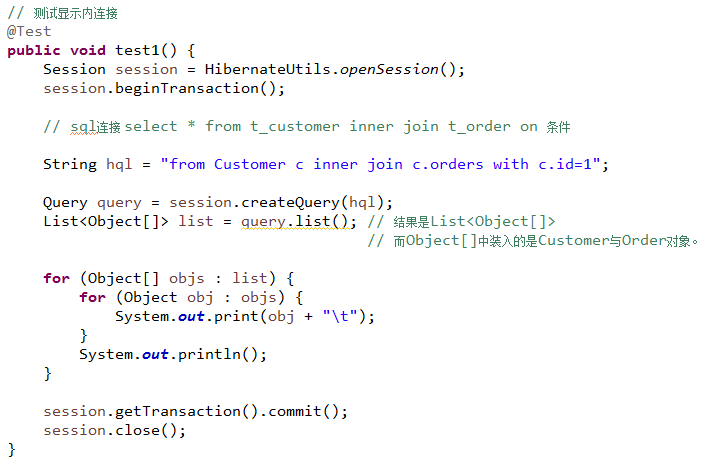 // 测试显示内连接
@Test
public void test1() {
    Session session = HibernateUtils.openSession();
    session.beginTransaction();

    // sql连接 select * from t_customer inner join t_order on 条件

    String hql = "from Customer c inner join c.orders with c.id=1";

    Query query = session.createQuery(hql);
    List<Object[]> list = query.list(); // 结果是List<Object[]>
                                        // 而Object[]中装入的是Customer与Order对象。

    for (Object[] objs : list) {
        for (Object obj : objs) {
            System.out.print(obj + "\t");
        }
        System.out.println();
    }

    session.getTransaction().commit();
    session.close();
}